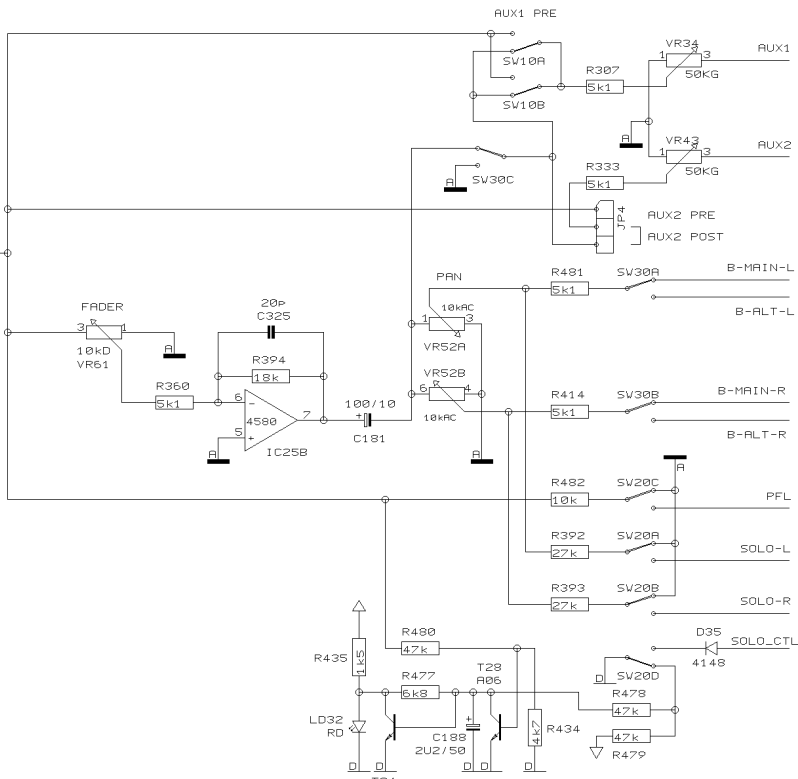 AUX1 PRE
SW10A
SW10B
R307
5k1
VR34
1
3
50KG
AUX1
A
SW30C
A
R333
5k1
VR43
1
3
50KG
AUX2
JP4
AUX2 PRE
AUX2 POST
FADER
3
1
10kD
VR61
A
20p
C325
R394
18k
R360
5k1
6
-
4580
7
5
+
IC25B
A
100/10
+
C181
PAN
10kAC
1
3
VR52A
VR52B
6
4
10kAC
A
R481
5k1
SW30A
B-MAIN-L
B-ALT-L
R414
5k1
SW30B
B-MAIN-R
B-ALT-R
A
R482
10k
SW20C
PFL
R392
27k
SW20A
SOLO-L
R393
27k
SW20B
SOLO-R
R435
1k5
R480
47k
R477
6k8
T28
A06
LD32
RD
+
C188
2U2/50
4k7
R434
D
D
D
D
D
D
SW20D
D35
4148
SOLO_CTL
R478
47k
47k
R479